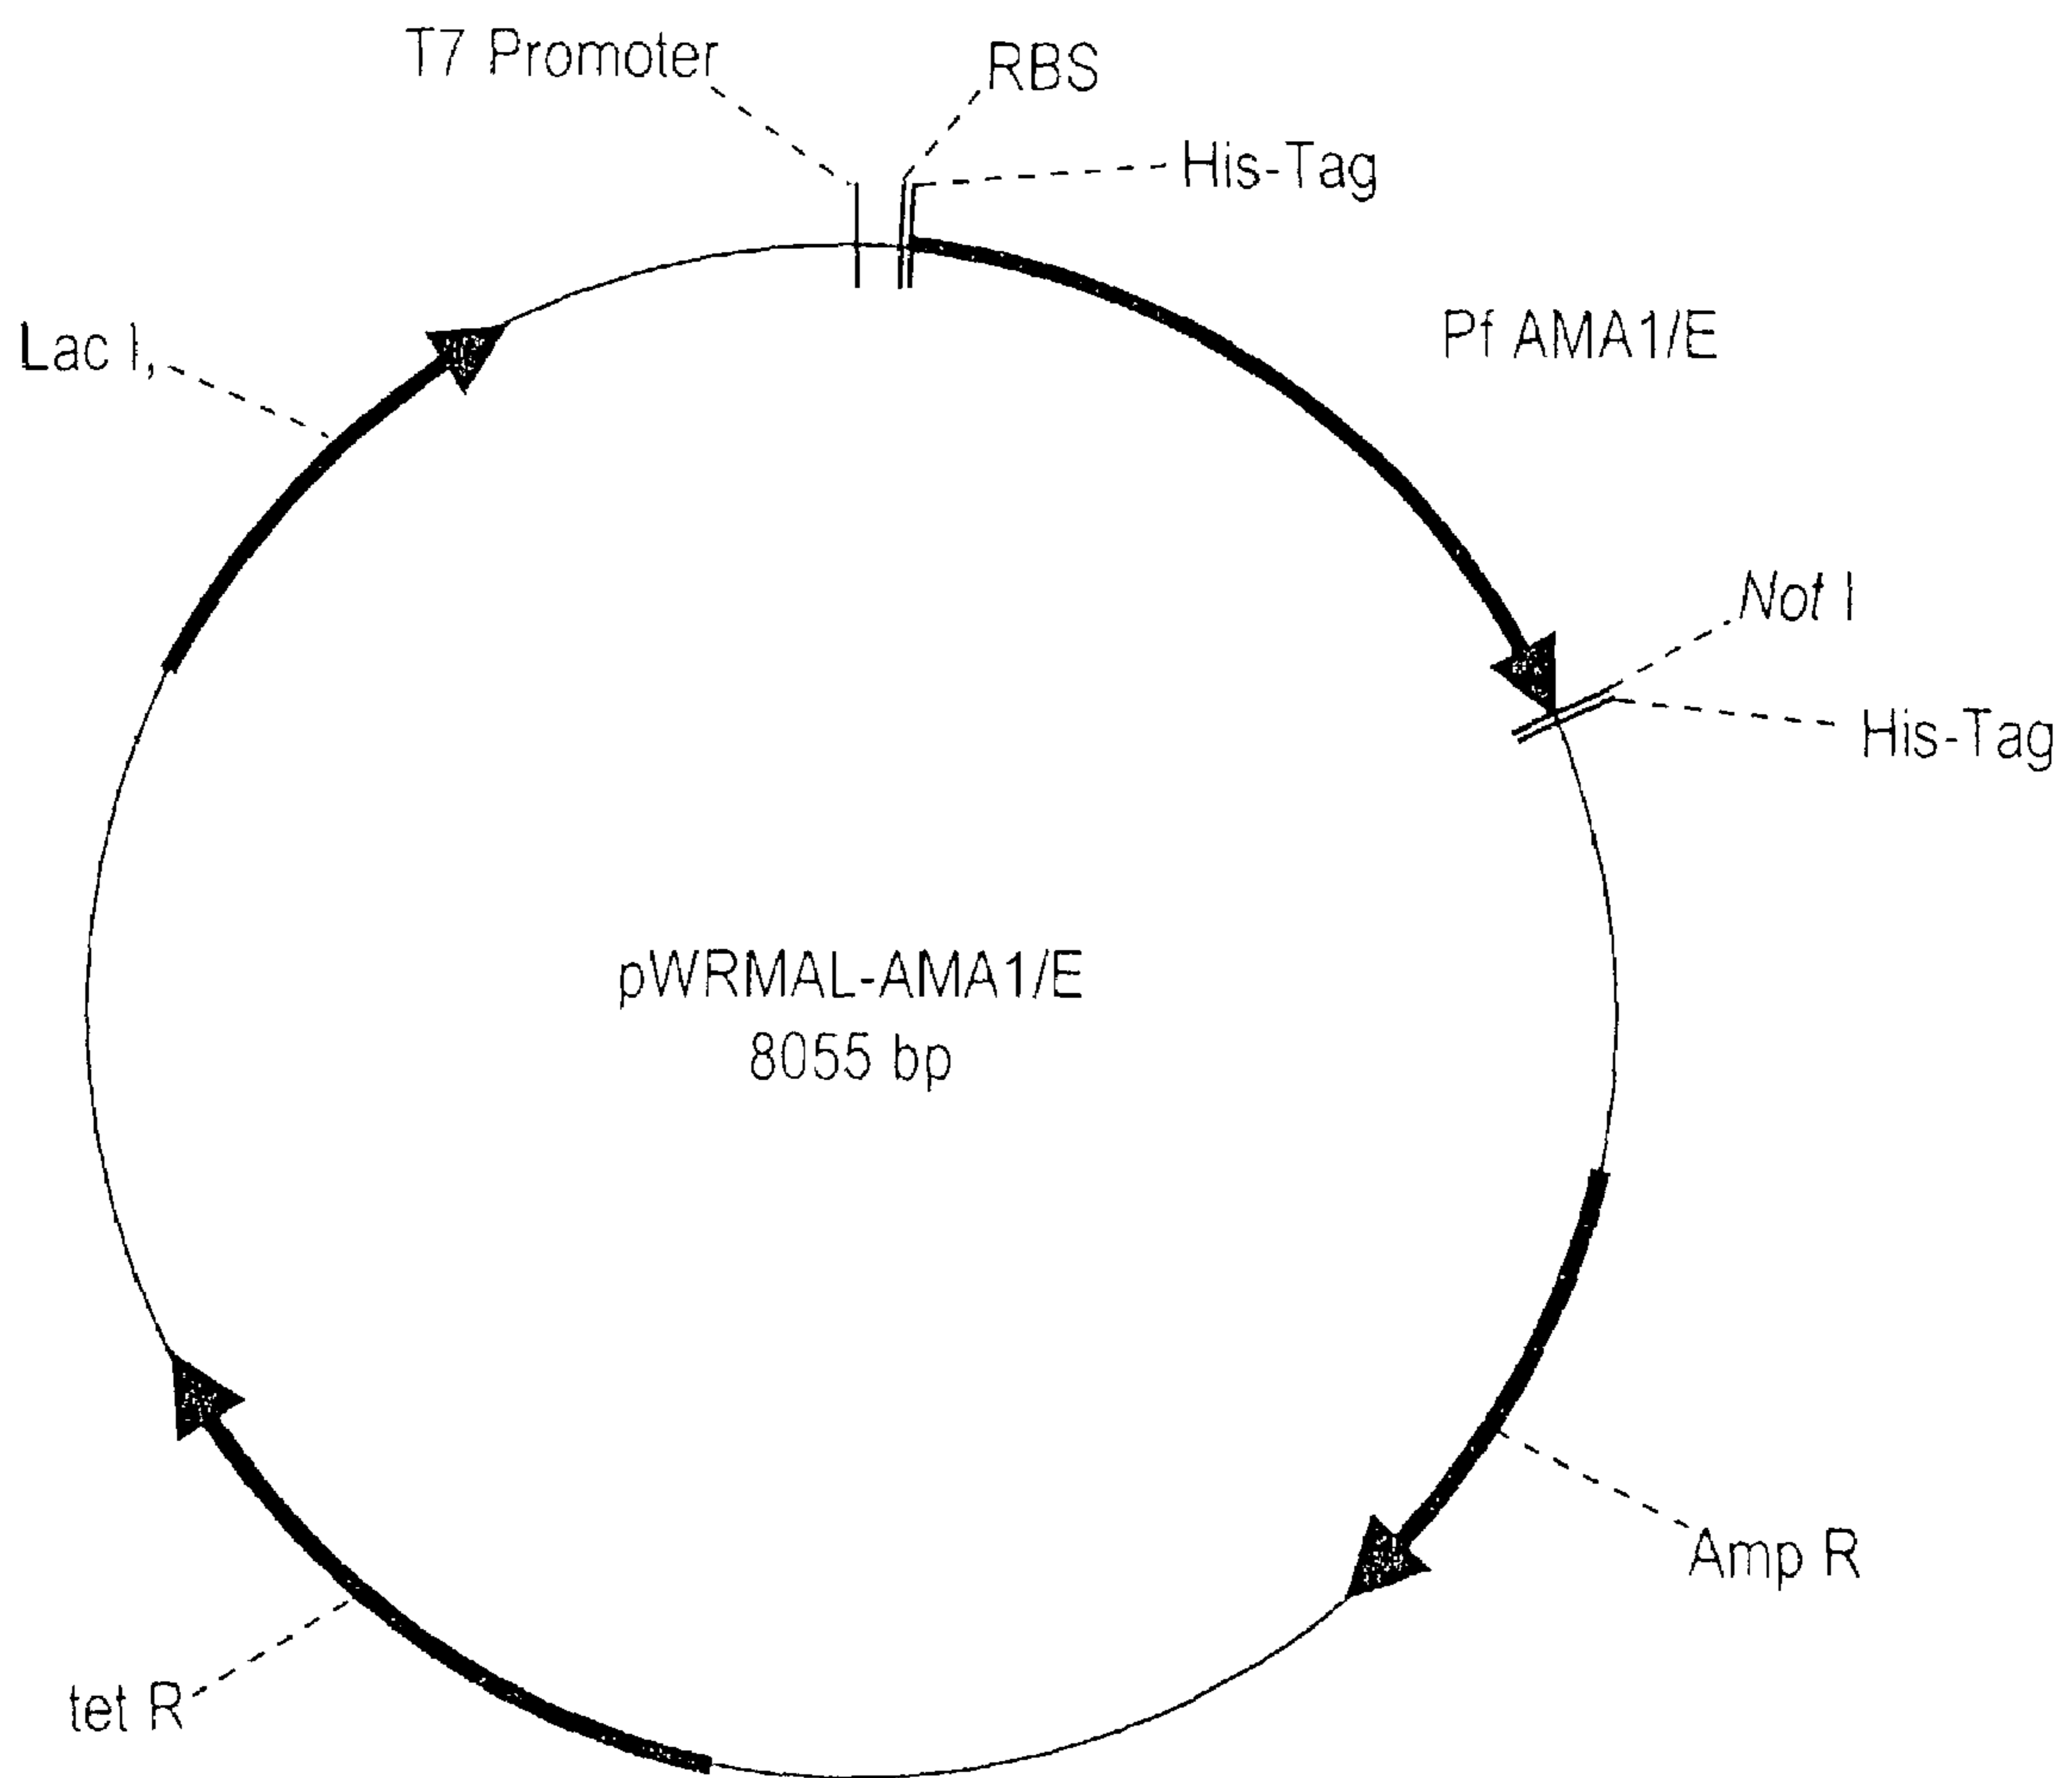 T7 Promoter
RBS
His-Tag
Lac I,
Pf AMA1/E
Not I
His-Tag
pWRMAL-AMA1/E
8055 bp
Amp R
tet R